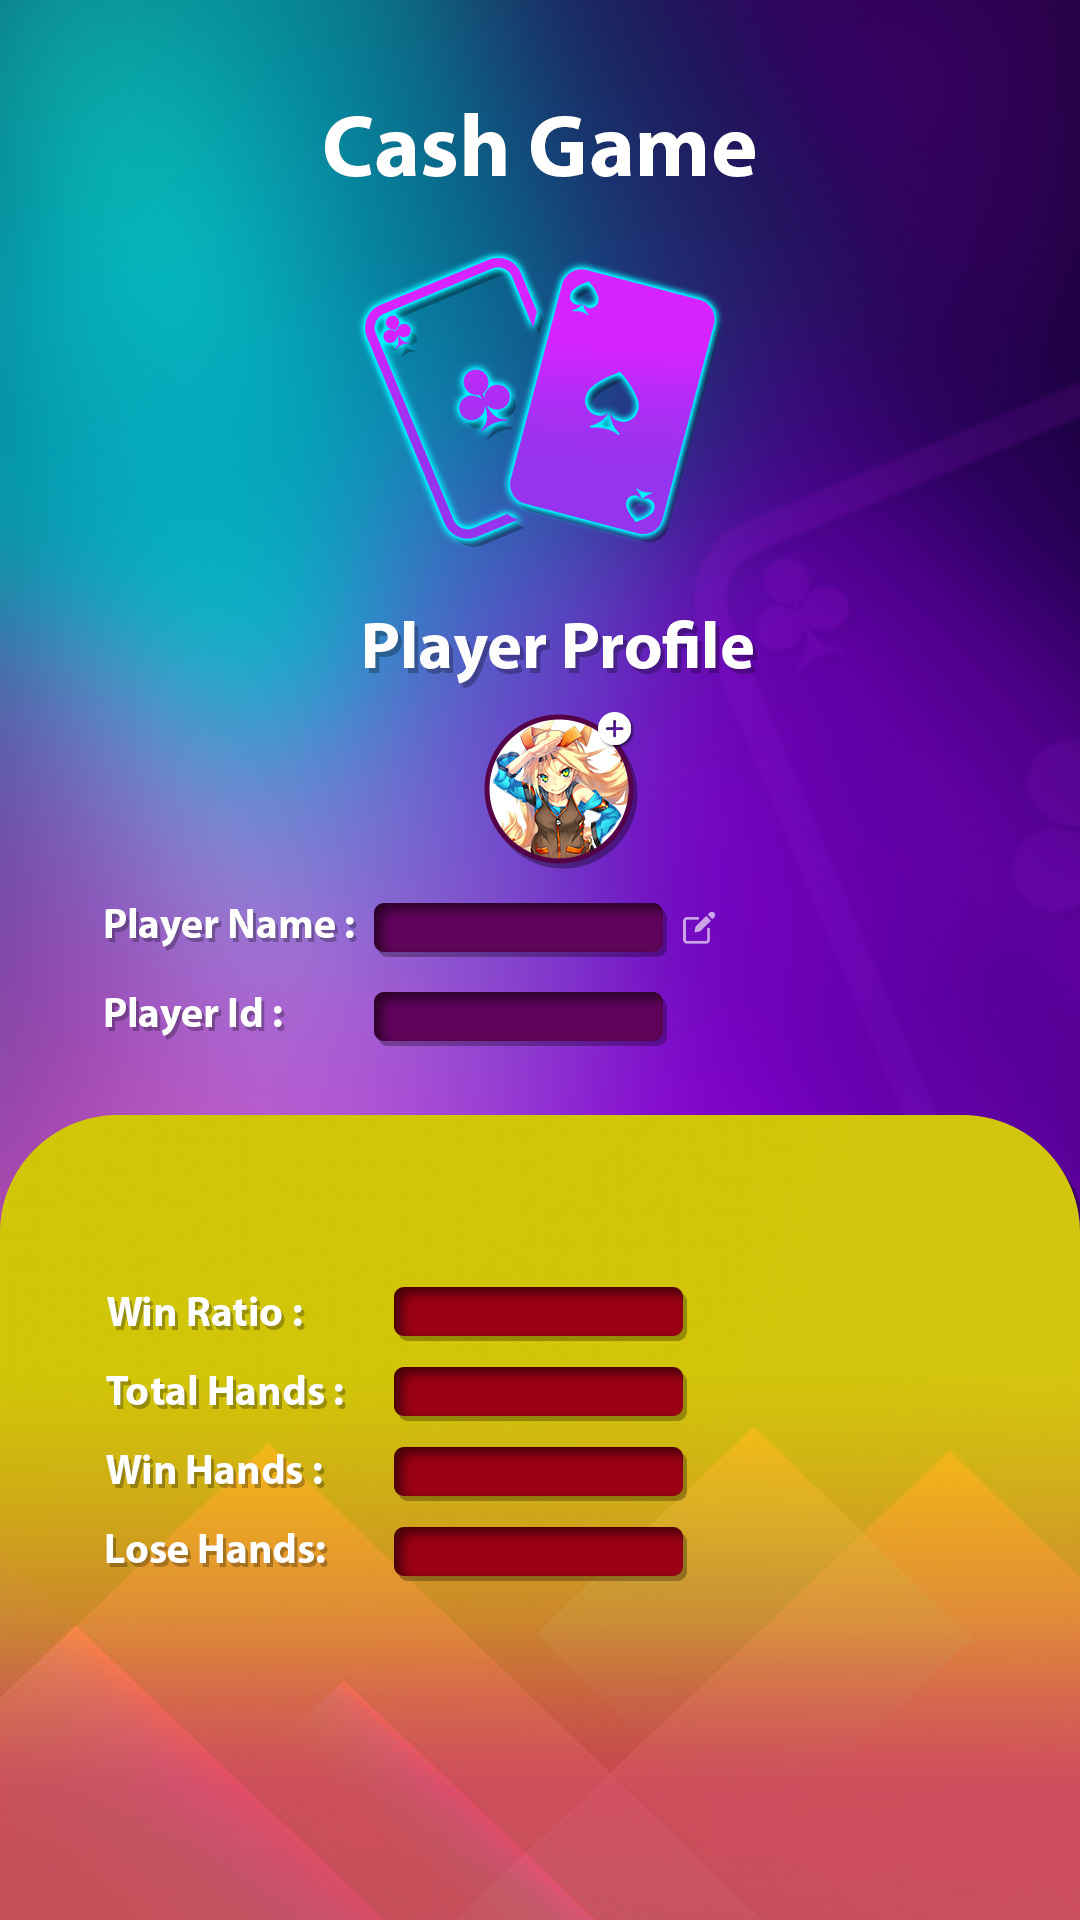 Cash Game
Player Profile
Player Name :
Player Id :
Win Ratio :
Total Hands :
Win Hands :
Lose Hands: